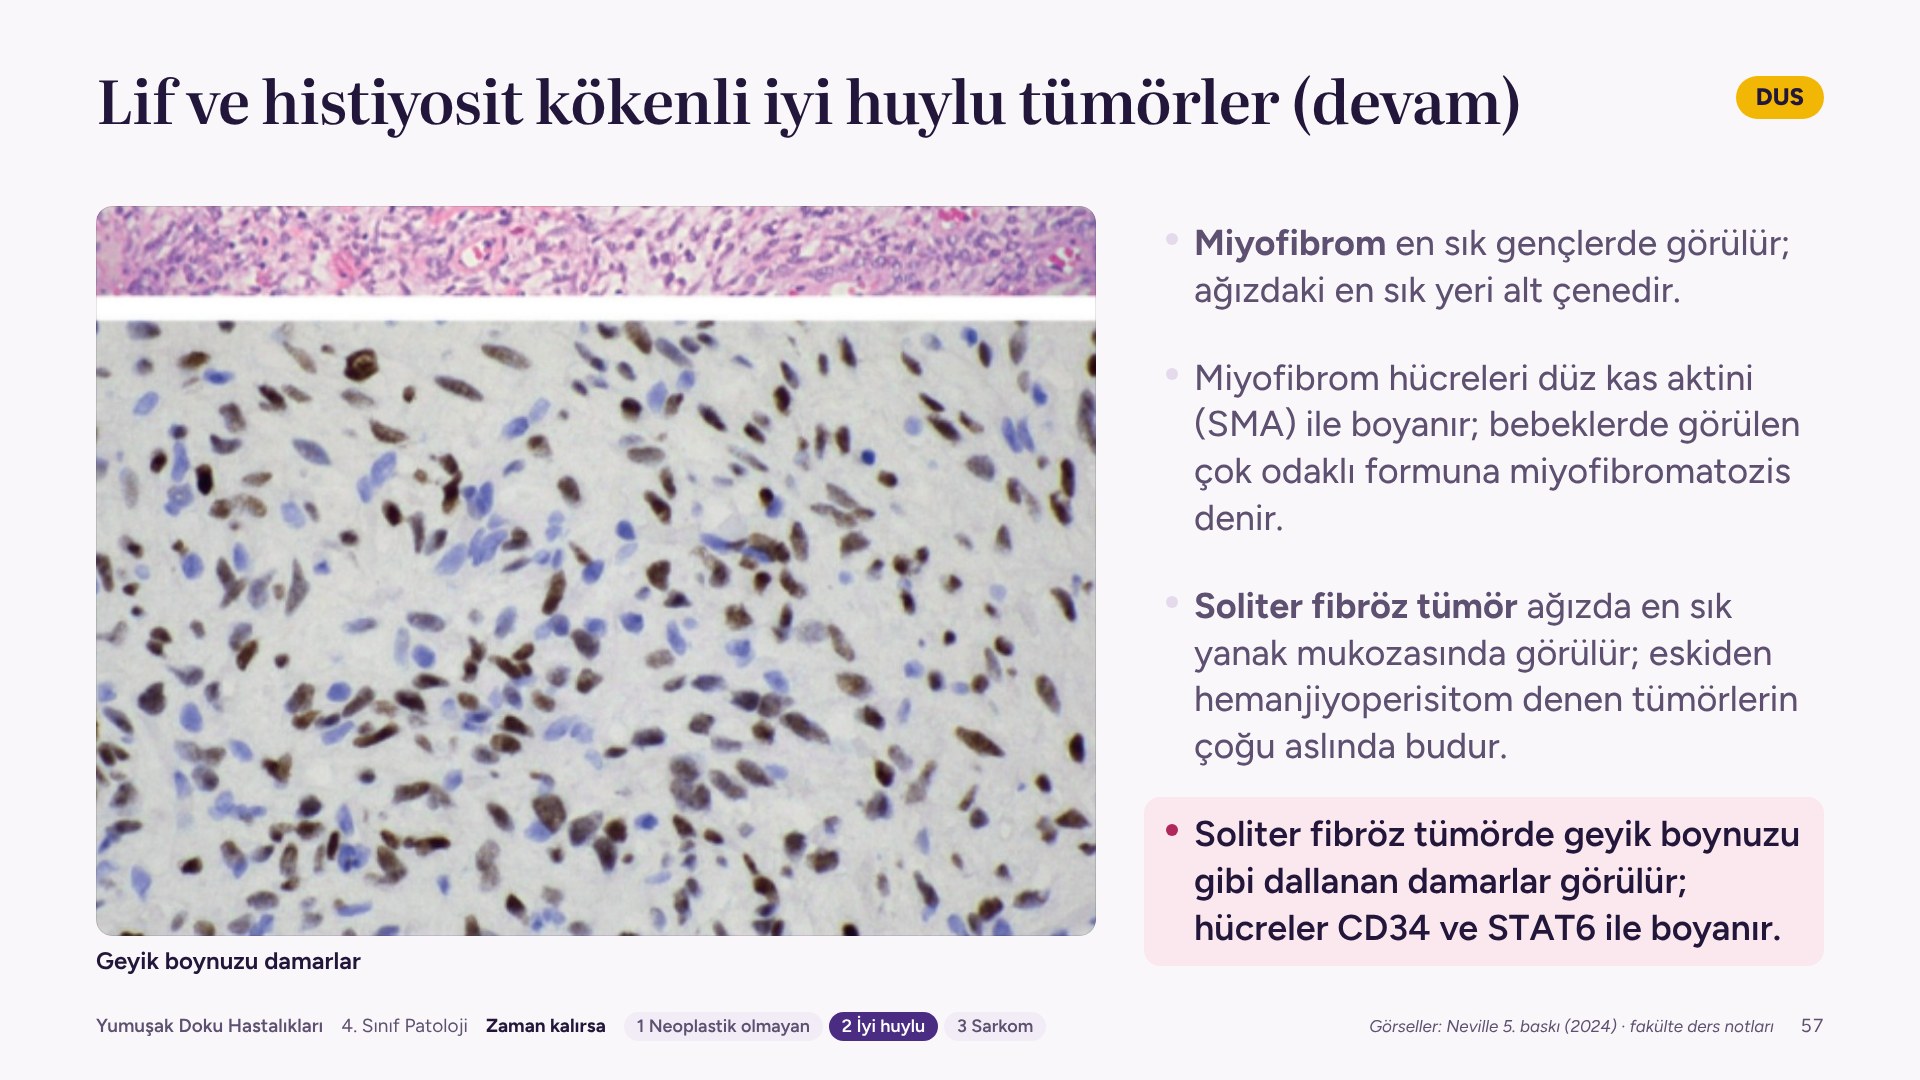 Lif ve histiyosit kökenli iyi huylu tümörler (devam)
DUS
Miyofibrom en sık gençlerde görülür;
ağızdaki en sık yeri alt çenedir.
Miyofibrom hücreleri düz kas aktini
(SMA) ile boyanır; bebeklerde görülen
çok odaklı formuna miyofibromatozis
denir.
Soliter fibröz tümör ağızda en sık
yanak mukozasında görülür; eskiden
hemanjiyoperisitom denen tümörlerin
çoğu aslında budur.
Soliter fibröz tümörde geyik boynuzu
gibi dallanan damarlar görülür;
hücreler CD34 ve STAT6 ile boyanır.
Geyik boynuzu damarlar
Yumuşak Doku Hastalıkları 4. Sınıf Patoloji Zaman kalırsa 1 Neoplastik olmayan 2 İyi huylu 3 Sarkom
Görseller: Neville 5. baskı (2024) · fakülte ders notları 57